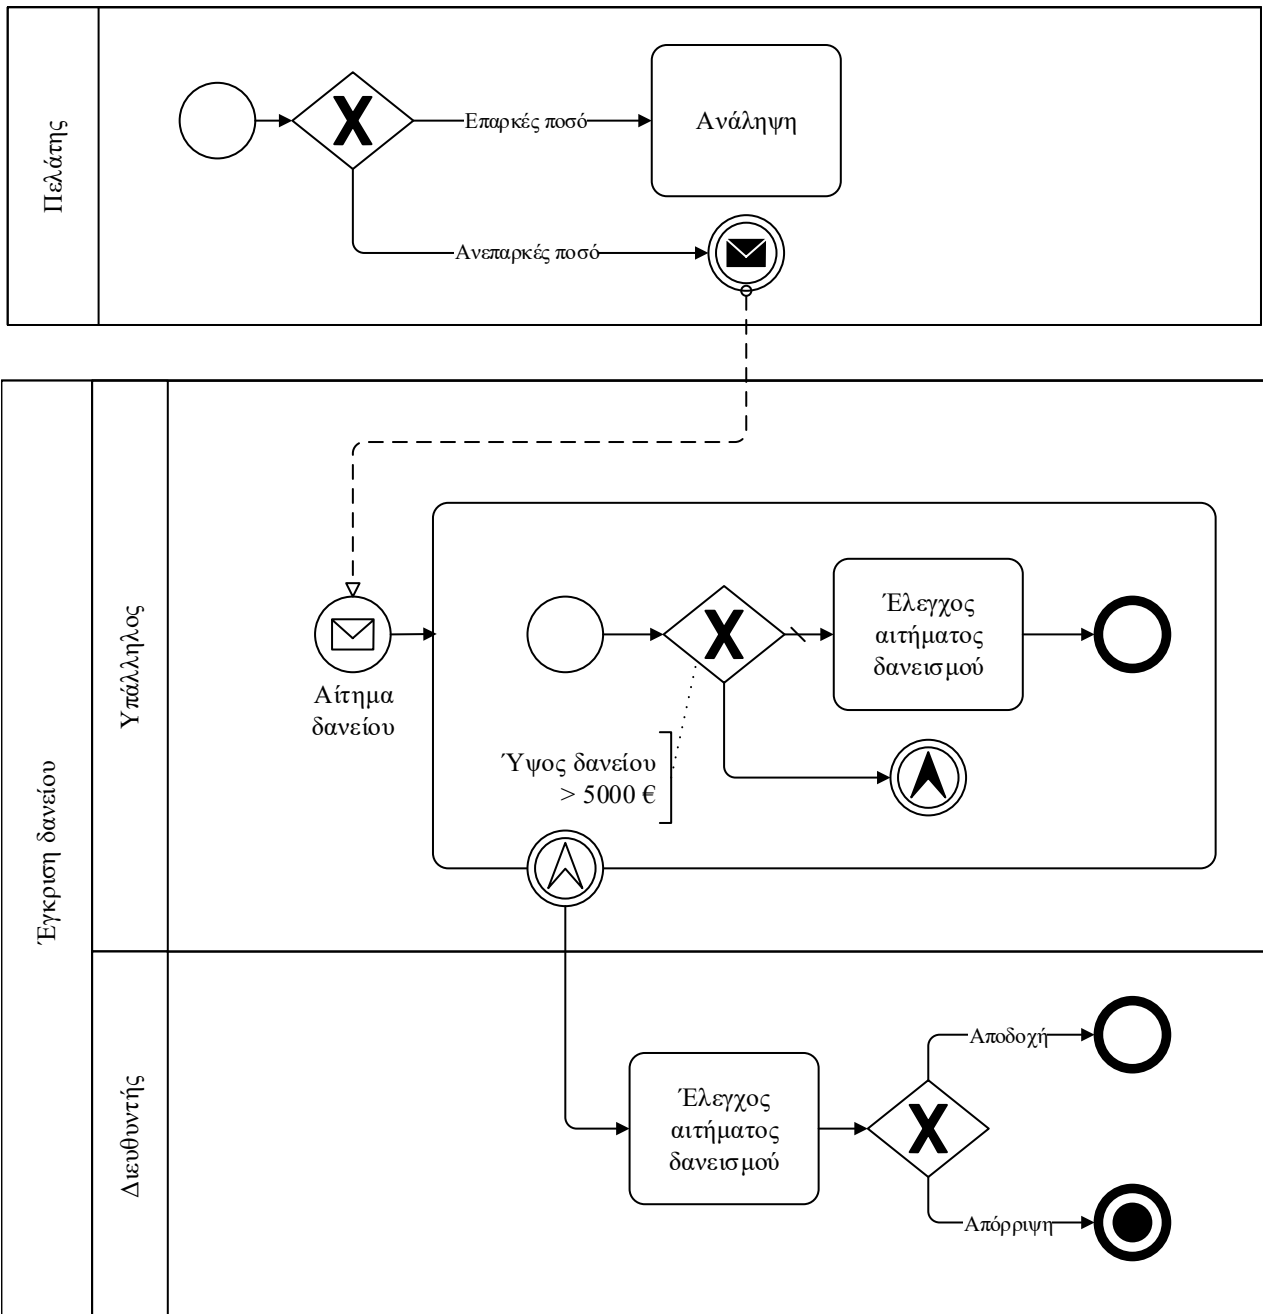 Πελάτης
Επαρκές ποσό
Ανάληψη
Ανεπαρκές ποσό
Έγκριση δανείου
Υπάλληλος
Αίτημα
δανείου
Έλεγχος
αιτήματος
δανεισμού
Ύψος δανείου
> 5000 €
Διευθυντής
Έλεγχος
αιτήματος
δανεισμού
Αποδοχή
Απόρριψη